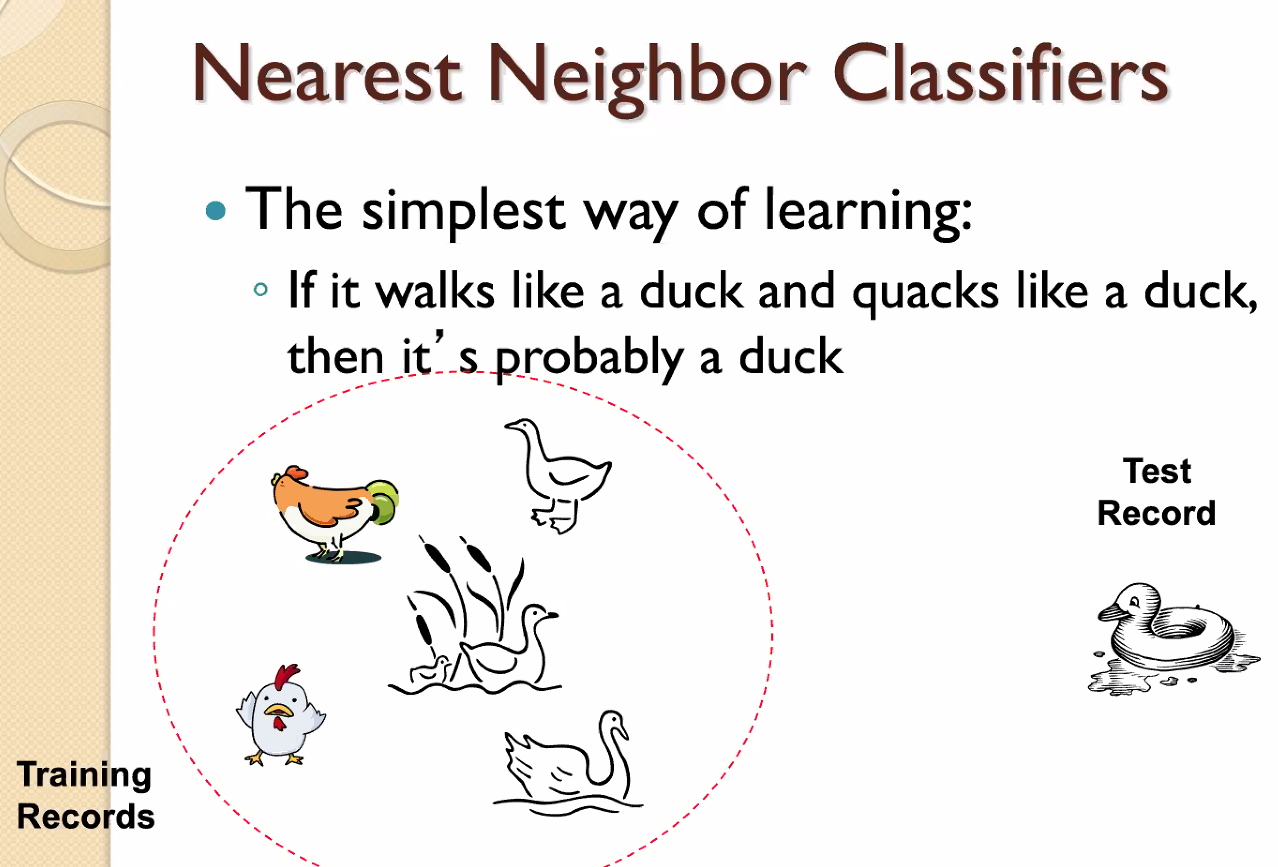 Nearest Neighbor Classifiers
• The simplest way of learning:
◦ If it walks like a duck and quacks like a duck,
then it’s probably a duck
Test
Record
Training
Records